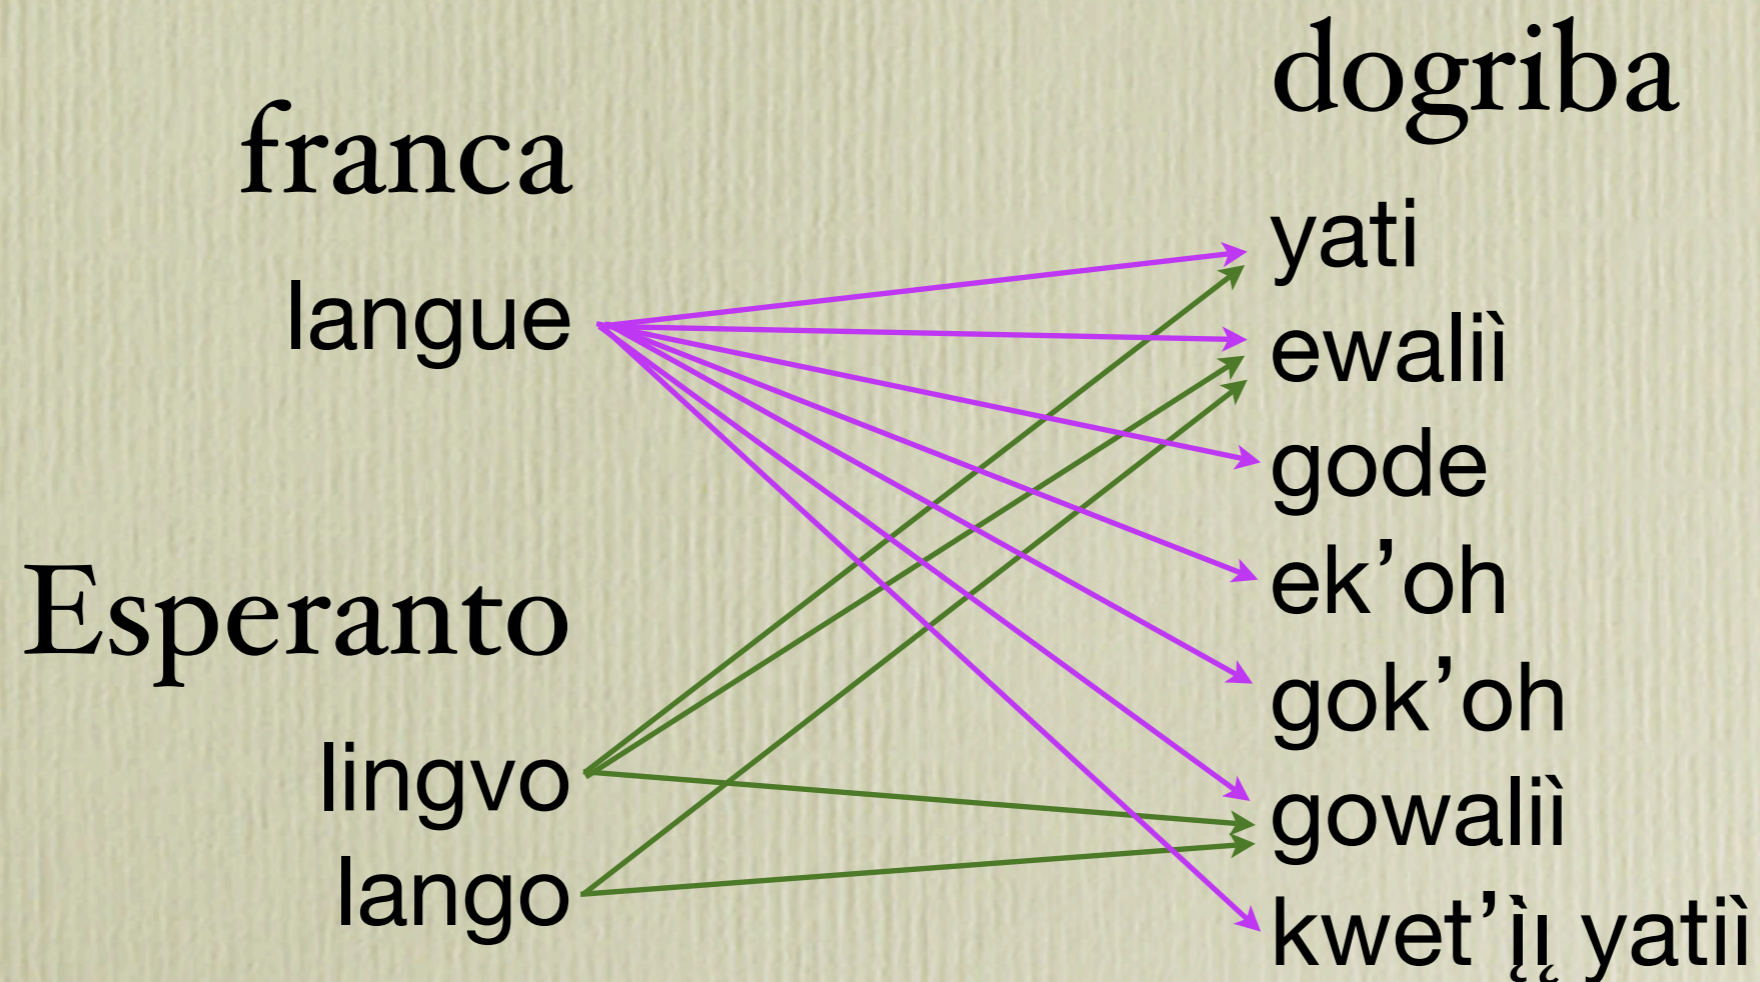 franca
langue
Esperanto
lingvo
lango
dogriba
yati
ewaliì
gode
ek’oh
gok’oh
gowaliì
kwet’į̀į yatiì